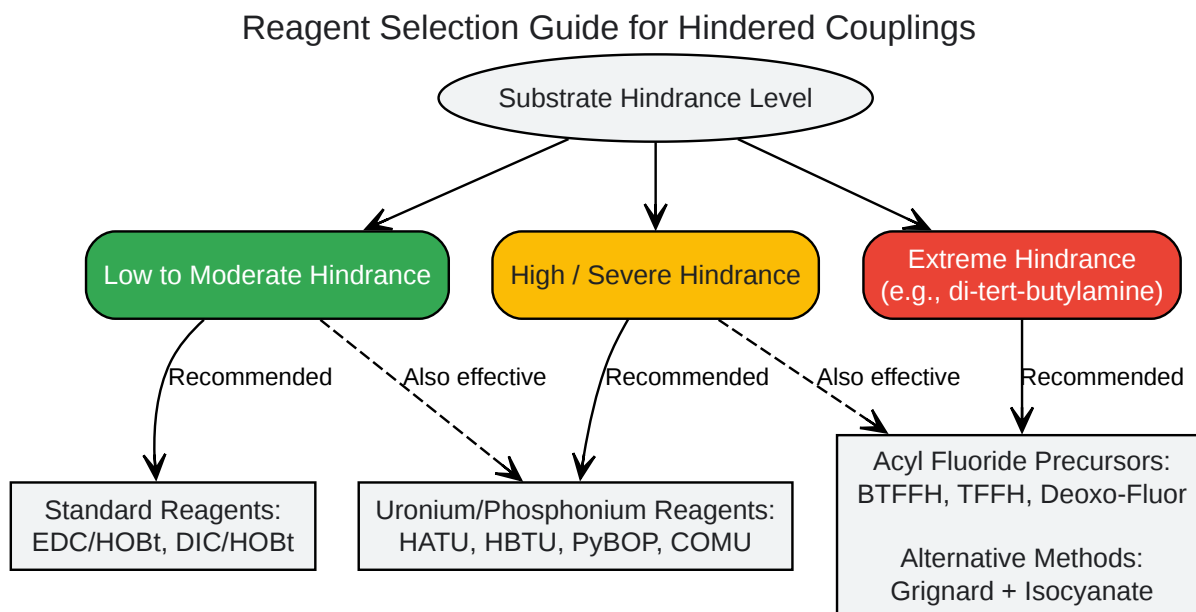 Reagent Selection Guide for Hindered Couplings
Substrate Hindrance Level
Low to Moderate Hindrance
High / Severe Hindrance
Extreme Hindrance
(e.g., di-tert-butylamine)
Recommended
Also effective
Recommended
Also effective
Recommended
Standard Reagents:
EDC/HOBt, DIC/HOBt
Uronium/Phosphonium Reagents:
HATU, HBTU, PyBOP, COMU
Acyl Fluoride Precursors:
BTFFH, TFFH, Deoxo-Fluor
Alternative Methods:
Grignard + Isocyanate